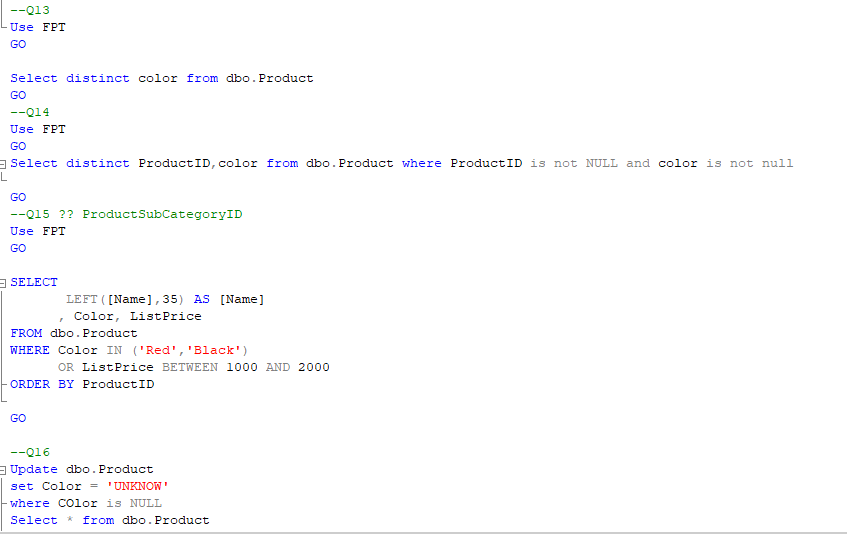 --Q13
Use FPT
GO
Select distinct color from dbo.Product
GO
--Q14
Use FPT
GO
Select distinct ProductID,color from dbo.Product where ProductID is not NULL and color is not null
GO
--Q15 ?? ProductSubCategoryID
Use FPT
GO
SELECT
LEFT([Name],35) AS [Name]
, Color, ListPrice
FROM dbo.Product
WHERE Color IN ('Red','Black')
OR ListPrice BETWEEN 1000 AND 2000
ORDER BY ProductID
GO
--Q16
Update dbo.Product
set Color = 'UNKNOW'
where COlor is NULL
Select * from dbo.Product